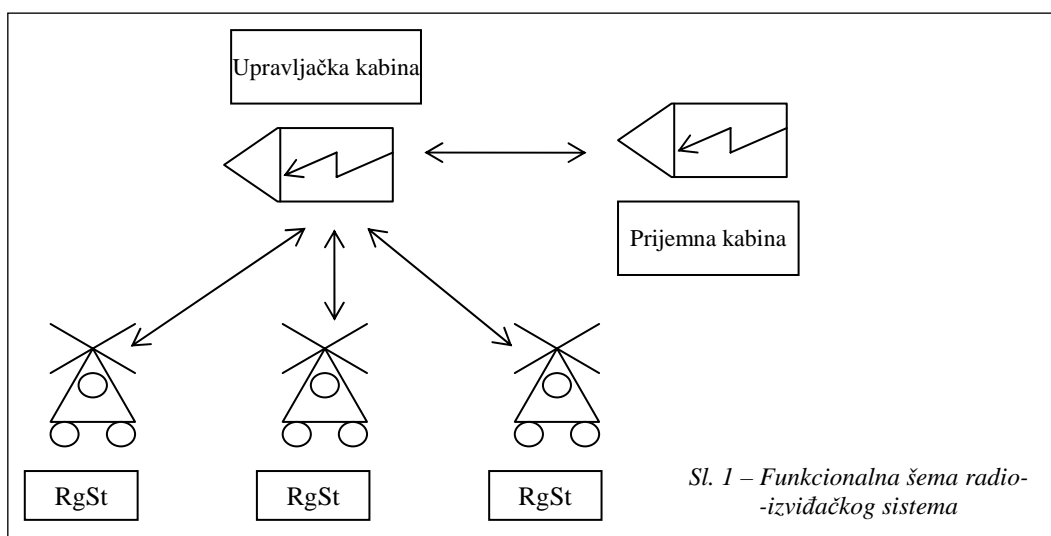 Upravljačka kabina
Prijemna kabina
RgSt
RgSt
RgSt
Sl. 1 – Funkcionalna šema radio-
-izviđačkog sistema